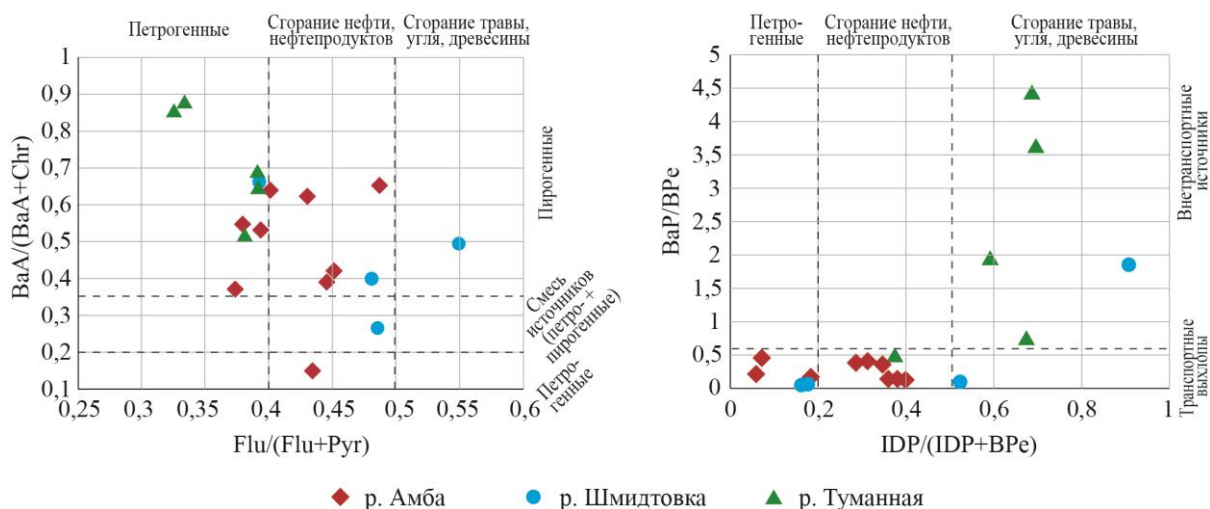 Петрогенные
Сгорание нефти,
нефтепродуктов
Сгорание травы,
угля, древесины
1
0,9
0,8
0,7
0,6
0,5
0,4
0,3
0,2
0,1
BaA/(BaA+Chr)
0,25
0,35
0,3
0,4
0,45
0,5
0,55
0,6
Flu/(Flu+Pyr)
Пирогенные
Смесь
источников
(петро- +
пирогенные)
Петро-
генные
Петро-
генные
Сгорание нефти,
нефтепродуктов
Сгорание травы,
угля, древесины
5
4,5
4
3,5
3
2,5
2
1,5
1
0,5
0
BaP/BPe
0
0,2
0,4
0,6
0,8
1
IDP/(IDP+BPe)
Внетранспортные
источники
Транспортные
выхлопы
р. Амба
р. Шмидтовка
р. Туманная